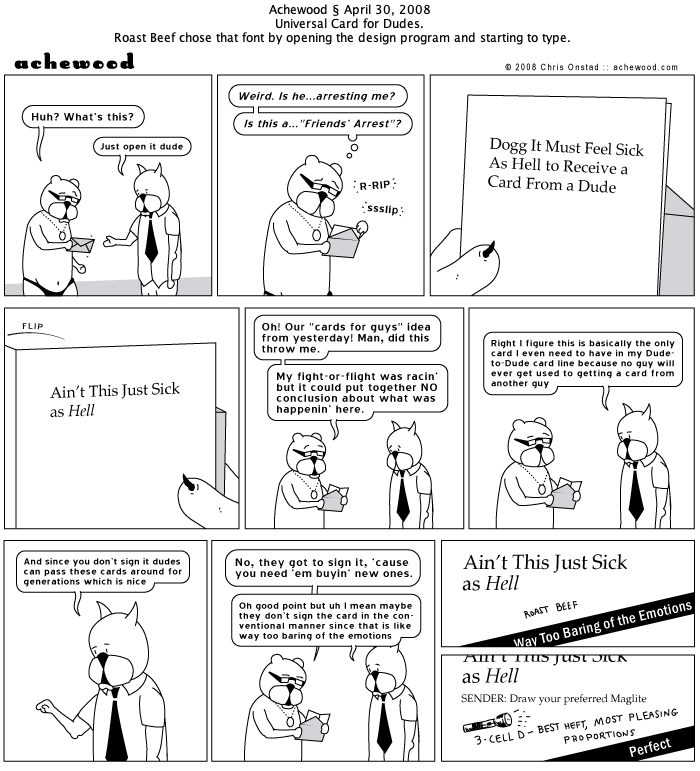 Achewood § April 30, 2008
Universal Card for Dudes.
Roast Beef chose that font by opening the design program and starting to type.
achewood
© 2008 Chris Onstad :: achewood.com
Huh? What's this?
Just open it dude
Weird. Is he...arresting me?
Is this a..."Friends' Arrest"?
R-RIP
ssslip
Dogg It Must Feel Sick
As Hell to Receive a
Card From a Dude
FLIP
Ain't This Just Sick
as Hell
Oh! Our "cards for guys" idea
from yesterday! Man, did this
throw me.
My fight-or-flight was racin'
but it could put together NO
conclusion about what was
happenin' here.
Right I figure this is basically the only
card I even need to have in my Dude-
to-Dude card line because no guy will
ever get used to getting a card from
another guy
And since you don't sign it dudes
can pass these cards around for
generations which is nice
No, they got to sign it, 'cause
you need 'em buyin' new ones.
Oh good point but uh I mean maybe
they don't sign the card in the con-
ventional manner since that is like
way too baring of the emotions
Ain't This Just Sick
as Hell
ROAST BEEF
Way Too Baring of the Emotions
Ain't This Just Sick
as Hell
SENDER: Draw your preferred Maglite
3-CELL D - BEST HEFT, MOST PLEASING
PROPORTIONS
Perfect